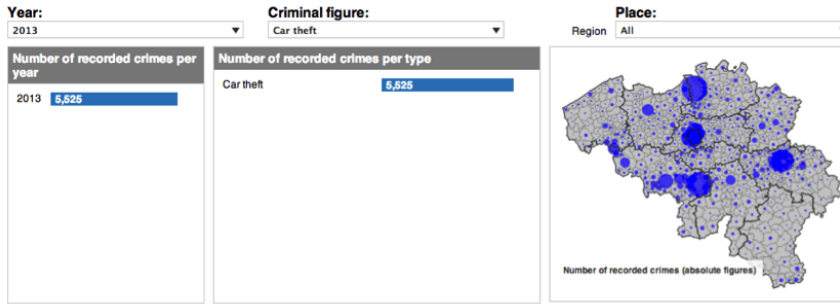 Year:
2013
Criminal figure:
Car theft
Place:
Region All
Number of recorded crimes per year
2013 5,525
Number of recorded crimes per type
Car theft 5,525
Number of recorded crimes (absolute figures)